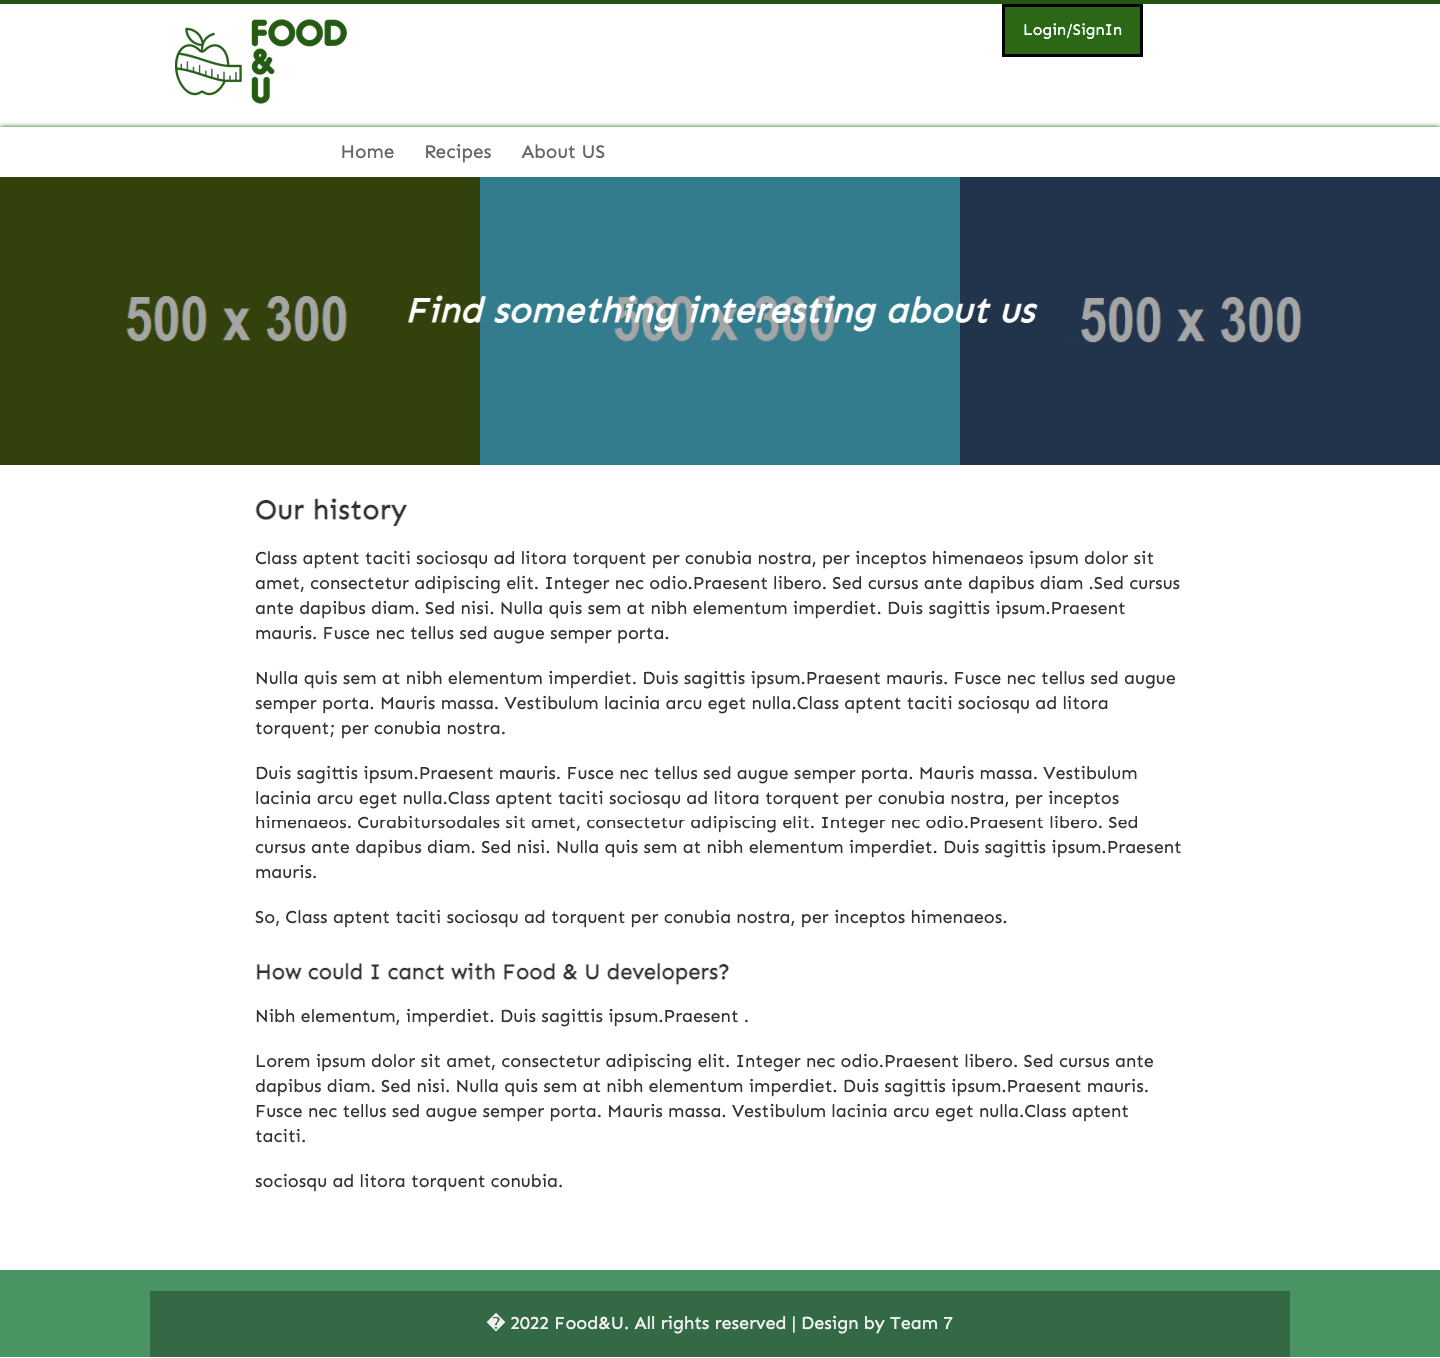 FOOD
&
U
Login/SignIn
Home Recipes About US
500 x 300 500 x 300 500 x 300
Find something interesting about us
Our history
Class aptent taciti sociosqu ad litora torquent per conubia nostra, per inceptos himenaeos ipsum dolor sit
amet, consectetur adipiscing elit. Integer nec odio.Praesent libero. Sed cursus ante dapibus diam .Sed cursus
ante dapibus diam. Sed nisi. Nulla quis sem at nibh elementum imperdiet. Duis sagittis ipsum.Praesent
mauris. Fusce nec tellus sed augue semper porta.
Nulla quis sem at nibh elementum imperdiet. Duis sagittis ipsum.Praesent mauris. Fusce nec tellus sed augue
semper porta. Mauris massa. Vestibulum lacinia arcu eget nulla.Class aptent taciti sociosqu ad litora
torquent; per conubia nostra.
Duis sagittis ipsum.Praesent mauris. Fusce nec tellus sed augue semper porta. Mauris massa. Vestibulum
lacinia arcu eget nulla.Class aptent taciti sociosqu ad litora torquent per conubia nostra, per inceptos
himenaeos. Curabitursodales sit amet, consectetur adipiscing elit. Integer nec odio.Praesent libero. Sed
cursus ante dapibus diam. Sed nisi. Nulla quis sem at nibh elementum imperdiet. Duis sagittis ipsum.Praesent
mauris.
So, Class aptent taciti sociosqu ad torquent per conubia nostra, per inceptos himenaeos.
How could I canct with Food & U developers?
Nibh elementum, imperdiet. Duis sagittis ipsum.Praesent .
Lorem ipsum dolor sit amet, consectetur adipiscing elit. Integer nec odio.Praesent libero. Sed cursus ante
dapibus diam. Sed nisi. Nulla quis sem at nibh elementum imperdiet. Duis sagittis ipsum.Praesent mauris.
Fusce nec tellus sed augue semper porta. Mauris massa. Vestibulum lacinia arcu eget nulla.Class aptent
taciti.
sociosqu ad litora torquent conubia.
� 2022 Food&U. All rights reserved | Design by Team 7